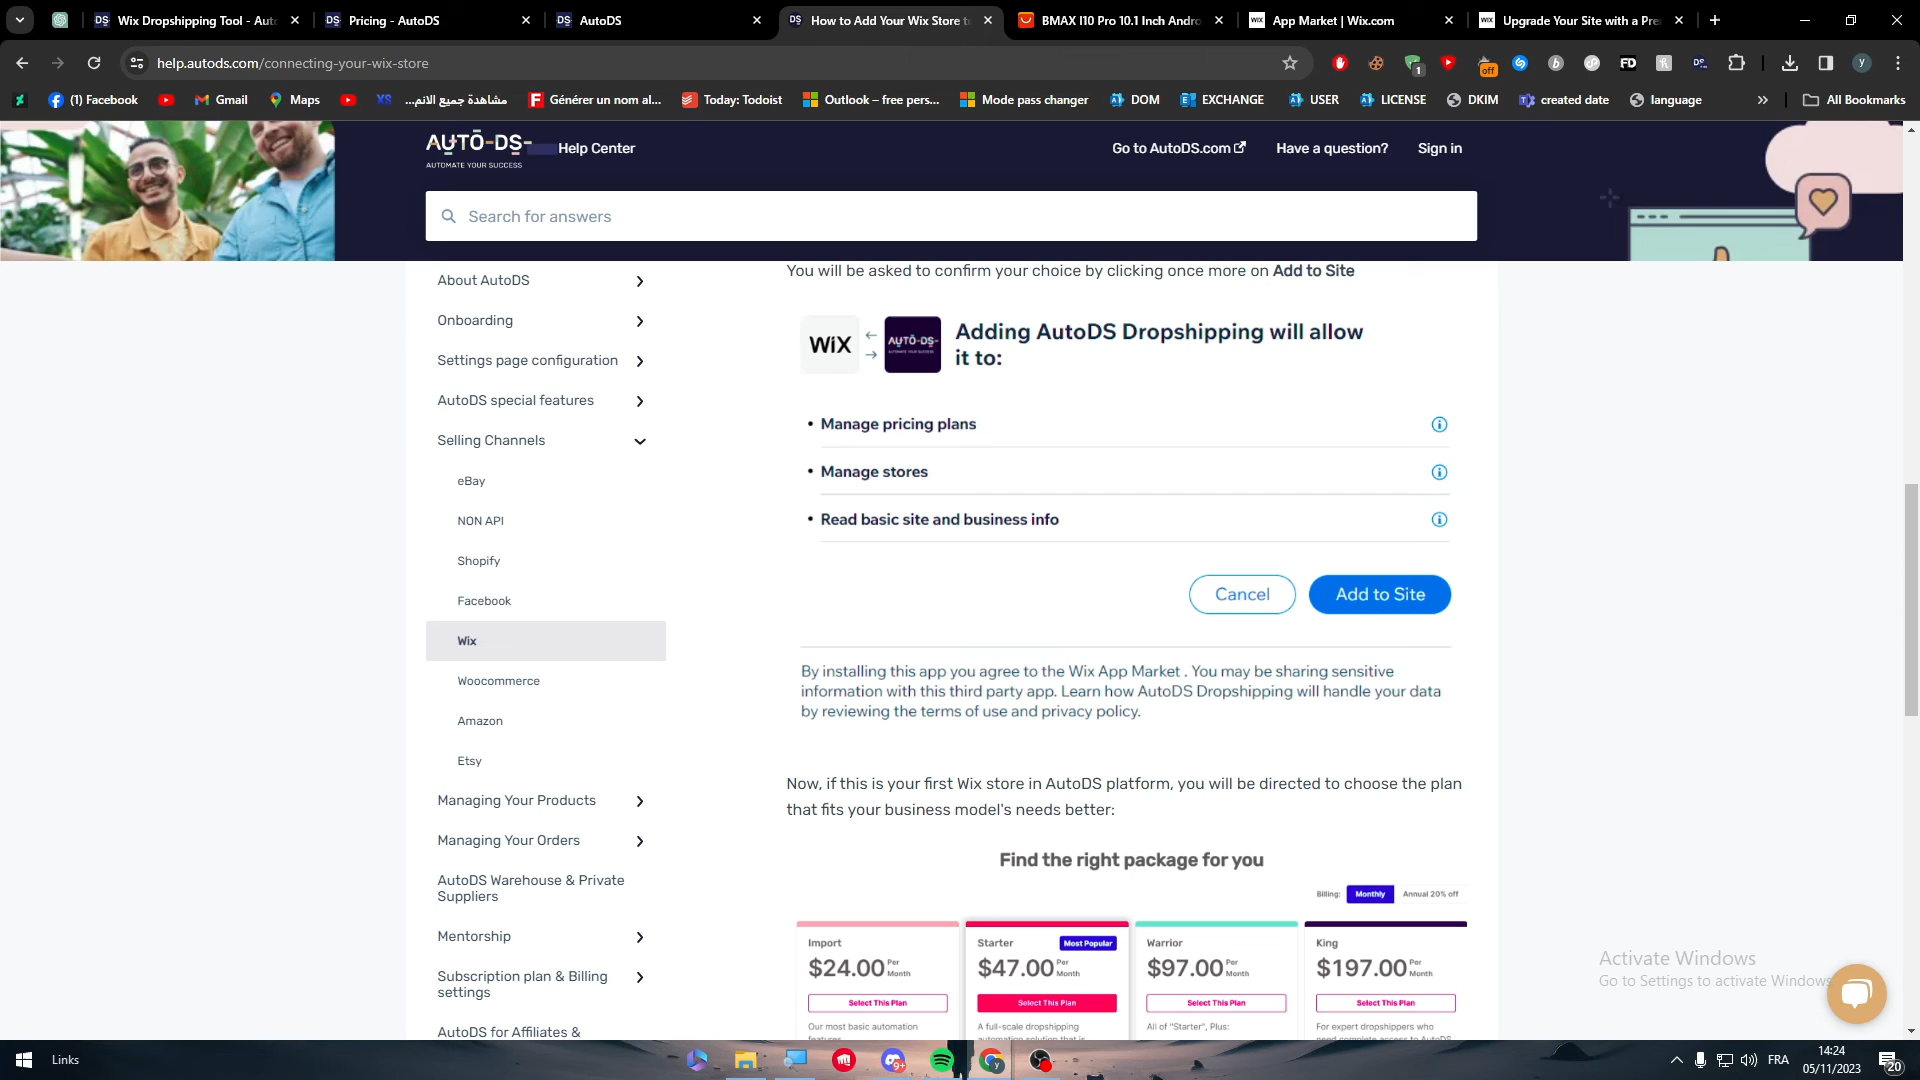 Wix Dropshipping Tool - Auto
Pricing - AutoDS
AutoDS
How to Add Your Wix Store t
BMAX I10 Pro 10.1 Inch Andro
App Market | Wix.com
Upgrade Your Site with a Pre
help.autods.com/connecting-your-wix-store
(1) Facebook
Gmail
Maps
مشاهدة جميع الانم...
Générer un nom al...
Today: Todoist
Outlook – free pers...
Mode pass changer
DOM
EXCHANGE
USER
LICENSE
DKIM
created date
language
All Bookmarks
AUTO-DS-
AUTOMATE YOUR SUCCESS
Help Center
Go to AutoDS.com
Have a question?
Sign in
Search for answers
About AutoDS
Onboarding
Settings page configuration
AutoDS special features
Selling Channels
eBay
NON API
Shopify
Facebook
Wix
Woocommerce
Amazon
Etsy
Managing Your Products
Managing Your Orders
AutoDS Warehouse & Private
Suppliers
Mentorship
Subscription plan & Billing
settings
AutoDS for Affiliates &
You will be asked to confirm your choice by clicking once more on Add to Site
WiX
AUTO-DS-
Adding AutoDS Dropshipping will allow
it to:
• Manage pricing plans
• Manage stores
• Read basic site and business info
Cancel
Add to Site
By installing this app you agree to the Wix App Market . You may be sharing sensitive
information with this third party app. Learn how AutoDS Dropshipping will handle your data
by reviewing the terms of use and privacy policy.
Now, if this is your first Wix store in AutoDS platform, you will be directed to choose the plan
that fits your business model's needs better:
Find the right package for you
Billing: Monthly Annual 20% off
Import
$24.00 Per Month
Select This Plan
Our most basic automation
features
Starter
Most Popular
$47.00 Per Month
Select This Plan
A full-scale dropshipping
automation solution that is
Warrior
$97.00 Per Month
Select This Plan
All of "Starter", Plus:
King
$197.00 Per Month
Select This Plan
For expert dropshippers who
need complete access to AutoDS
Activate Windows
Go to Settings to activate Windows
Links
FRA
14:24
05/11/2023
20